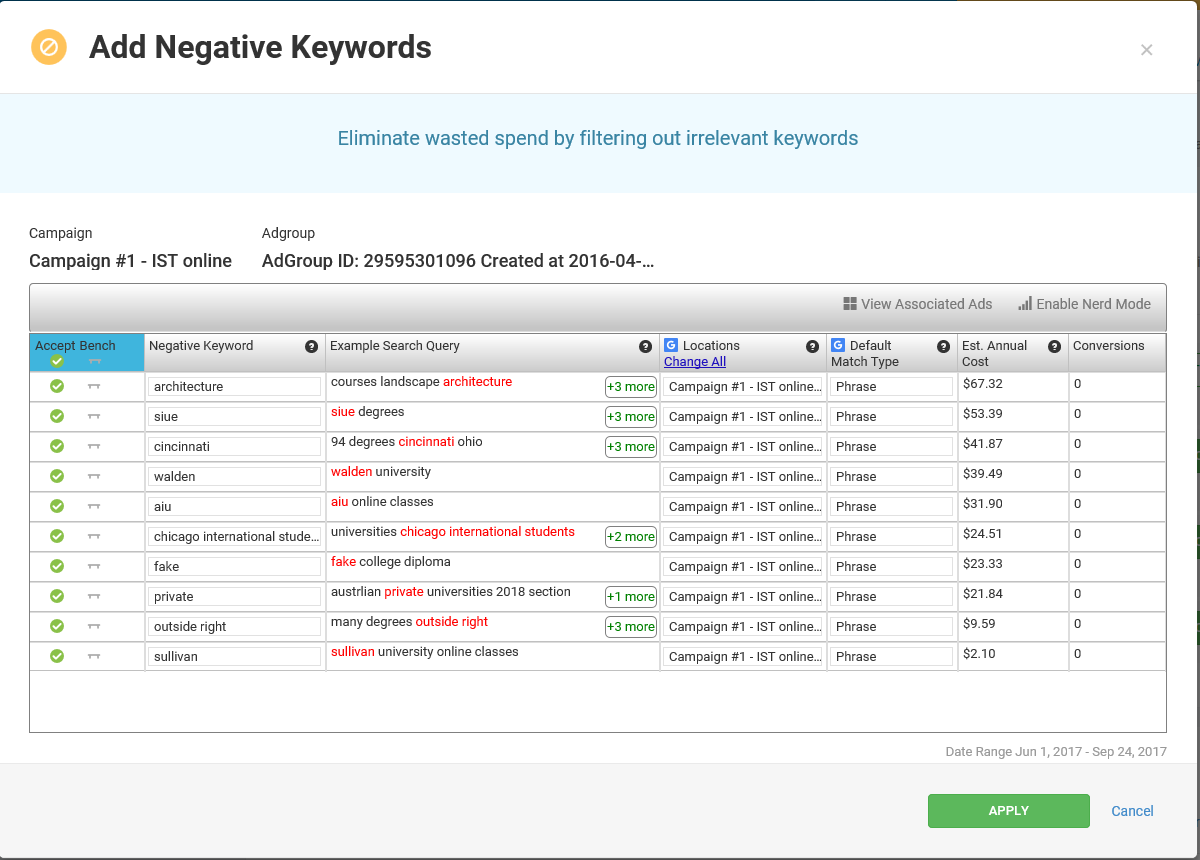 Add Negative Keywords
×
Eliminate wasted spend by filtering out irrelevant keywords
Campaign Adgroup
Campaign #1 - IST online AdGroup ID: 29595301096 Created at 2016-04-...
View Associated Ads Enable Nerd Mode
Accept Bench Negative Keyword ? Example Search Query ? G Locations ? G Default ? Est. Annual ? Conversions
Change All Match Type Cost
architecture courses landscape architecture +3 more Campaign #1 - IST online... Phrase $67.32 0
siue siue degrees +3 more Campaign #1 - IST online... Phrase $53.39 0
cincinnati 94 degrees cincinnati ohio +3 more Campaign #1 - IST online... Phrase $41.87 0
walden walden university Campaign #1 - IST online... Phrase $39.49 0
aiu aiu online classes Campaign #1 - IST online... Phrase $31.90 0
chicago international stude... universities chicago international students +2 more Campaign #1 - IST online... Phrase $24.51 0
fake fake college diploma Campaign #1 - IST online... Phrase $23.33 0
private austrlian private universities 2018 section +1 more Campaign #1 - IST online... Phrase $21.84 0
outside right many degrees outside right +3 more Campaign #1 - IST online... Phrase $9.59 0
sullivan sullivan university online classes Campaign #1 - IST online... Phrase $2.10 0
Date Range Jun 1, 2017 - Sep 24, 2017
APPLY Cancel